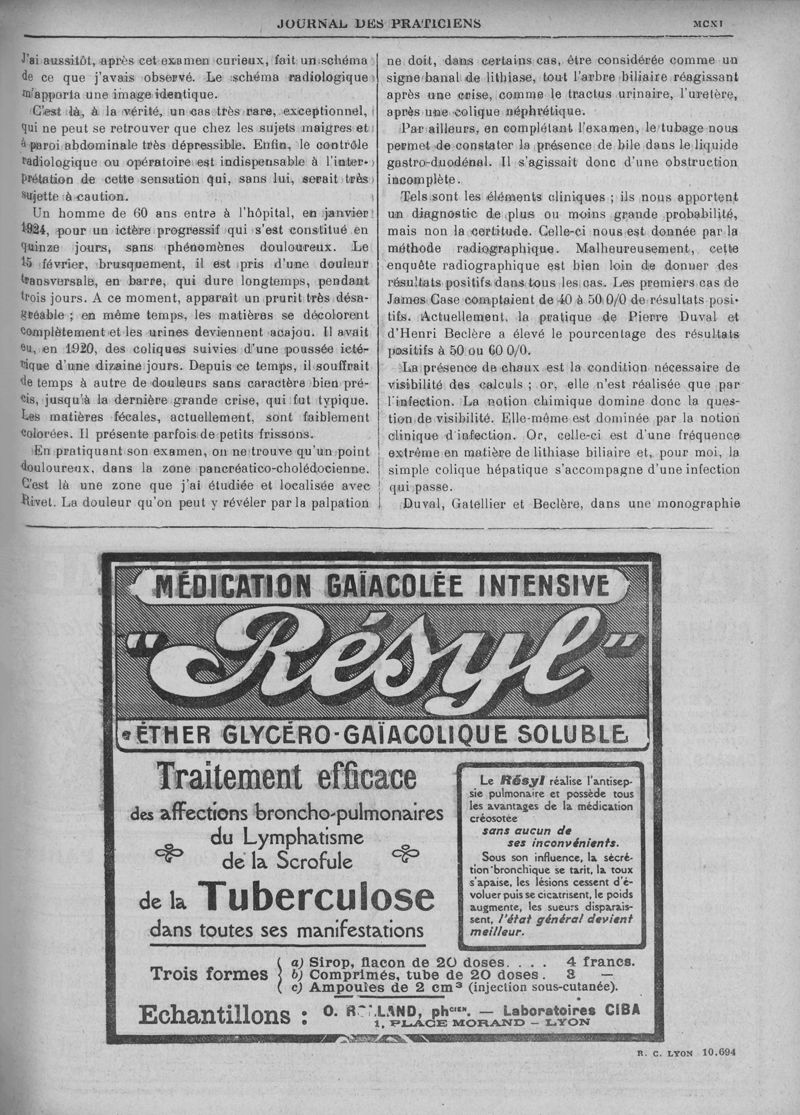 JOURNAL DES PRATICIENS
MCXI
J'ai aussitôt, après cet examen curieux, fait un schéma
de ce que j'avais observé. Le schéma radiologique
m'apporta une image identique.
C'est là, à la vérité, un cas très rare, exceptionnel,
qui ne peut se retrouver que chez les sujets maigres et
à paroi abdominale très dépressible. Enfin, le contrôle
radiologique ou opératoire est indispensable à l'inter-
prétation de cette sensation qui, sans lui, serait très
sujette à caution.
Un homme de 60 ans entre à l'hôpital, en janvier
1924, pour un ictère progressif qui s'est constitué en
quinze jours, sans phénomènes douloureux. Le
15 février, brusquement, il est pris d'une douleur
transversale, en barre, qui dure longtemps, pendant
trois jours. A ce moment, apparaît un prurit très désa-
gréable ; en même temps, les matières se décolorent
complètement et les urines deviennent acajou. Il avait
eu, en 1920, des coliques suivies d'une poussée icté-
rique d'une dizaine jours. Depuis ce temps, il souffrait
de temps à autre de douleurs sans caractère bien pré-
cis, jusqu'à la dernière grande crise, qui fut typique.
Les matières fécales, actuellement, sont faiblement
colorées. Il présente parfois de petits frissons.
En pratiquant son examen, on ne trouve qu'un point
douloureux, dans la zone pancréatico-cholédocienne.
C'est là une zone que j'ai étudiée et localisée avec
Rivet. La douleur qu'on peut y révéler par la palpation
ne doit, dans certains cas, être considérée comme un
signe banal de lithiase, tout l'arbre biliaire réagissant
après une crise, comme le tractus urinaire, l'uretère,
après une colique néphrétique.
Par ailleurs, en complétant l'examen, le tubage nous
permet de constater la présence de bile dans le liquide
gastro-duodénal. Il s'agissait donc d'une obstruction
incomplète.
Tels sont les éléments cliniques ; ils nous apportent
un diagnostic de plus ou moins grande probabilité,
mais non la certitude. Celle-ci nous est donnée par la
méthode radiographique. Malheureusement, cette
enquête radiographique est bien loin de donner des
résultats positifs dans tous les cas. Les premiers cas de
James Case comptaient de 40 à 50 0/0 de résultats posi-
tifs. Actuellement, la pratique de Pierre Duval et
d'Henri Beclère a élevé le pourcentage des résultats
positifs à 50 ou 60 0/0.
La présence de chaux est la condition nécessaire de
visibilité des calculs ; or, elle n'est réalisée que par
l'infection. La notion chimique domine donc la ques-
tion de visibilité. Elle-même est dominée par la notion
clinique d'infection. Or, celle-ci est d'une fréquence
extrême en matière de lithiase biliaire et, pour moi, la
simple colique hépatique s'accompagne d'une infection
qui passe.
Duval, Gatellier et Beclère, dans une monographie
MÉDICATION GAÏACOLÉE INTENSIVE
"Résyl"
ÉTHER GLYCÉRO-GAÏACOLIQUE SOLUBLE
Traitement efficace
des affections broncho-pulmonaires
du Lymphatisme
de la Scrofule
de la Tuberculose
dans toutes ses manifestations
Le Résyl réalise l'antisep-
sie pulmonaire et possède tous
les avantages de la médication
créosotée
sans aucun de
ses inconvénients.
Sous son influence, la sécré-
tion bronchique se tarit, la toux
s'apaise, les lésions cessent d'é-
voluer puis se cicatrisent, le poids
augmente, les sueurs disparais-
sent, l'état général devient
meilleur.
Trois formes
a) Sirop, flacon de 20 doses. . . . 4 francs.
b) Comprimés, tube de 20 doses . 3 —
c) Ampoules de 2 cm³ (injection sous-cutanée).
Echantillons : O. phcien. — Laboratoires CIBA
1, PLACE MORAND – LYON
R. C. LYON 10.694